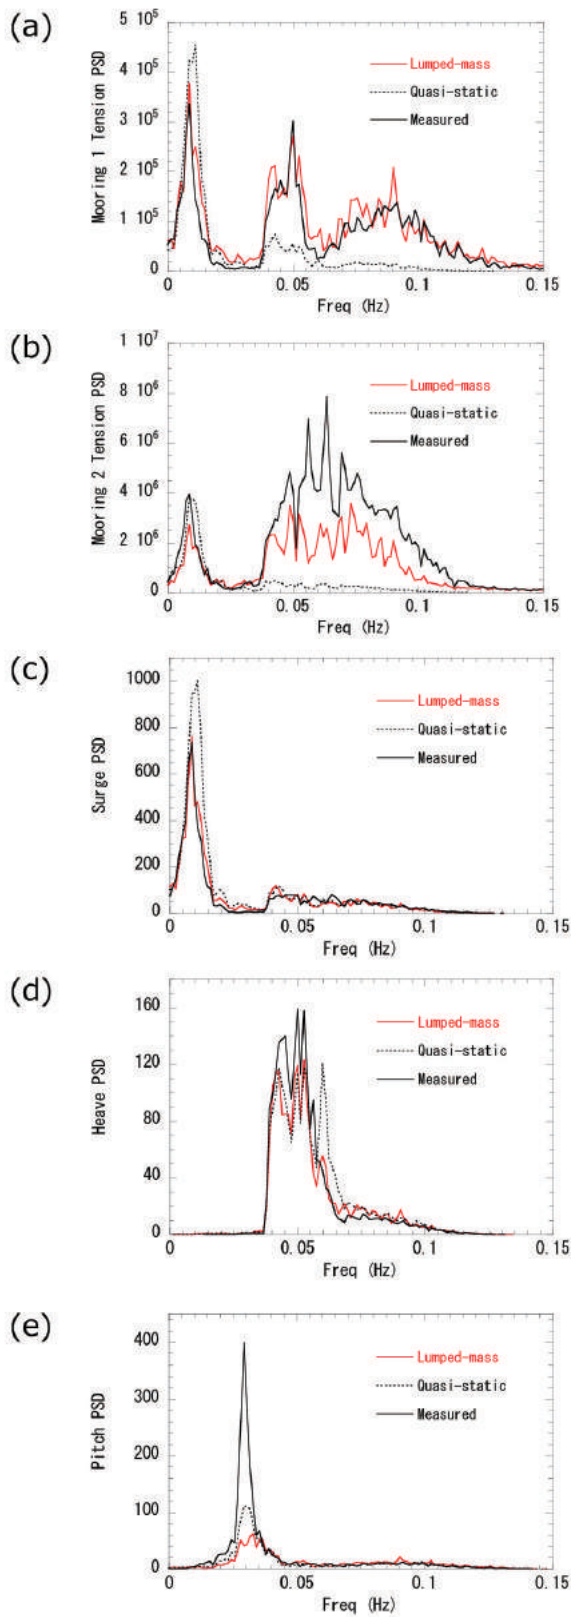 (a)
Mooring 1 Tension PSD
5 10⁵
4 10⁵
3 10⁵
2 10⁵
1 10⁵
0
Lumped-mass
Quasi-static
Measured
0 0.05 0.1 0.15
Freq (Hz)
(b)
Mooring 2 Tension PSD
1 10⁷
8 10⁶
6 10⁶
4 10⁶
2 10⁶
0
Lumped-mass
Quasi-static
Measured
0 0.05 0.1 0.15
Freq (Hz)
(c)
Surge PSD
1000
800
600
400
200
0
Lumped-mass
Quasi-static
Measured
0 0.05 0.1 0.15
Freq (Hz)
(d)
Heave PSD
160
120
80
40
0
Lumped-mass
Quasi-static
Measured
0 0.05 0.1 0.15
Freq (Hz)
(e)
Pitch PSD
400
300
200
100
0
Lumped-mass
Quasi-static
Measured
0 0.05 0.1 0.15
Freq (Hz)